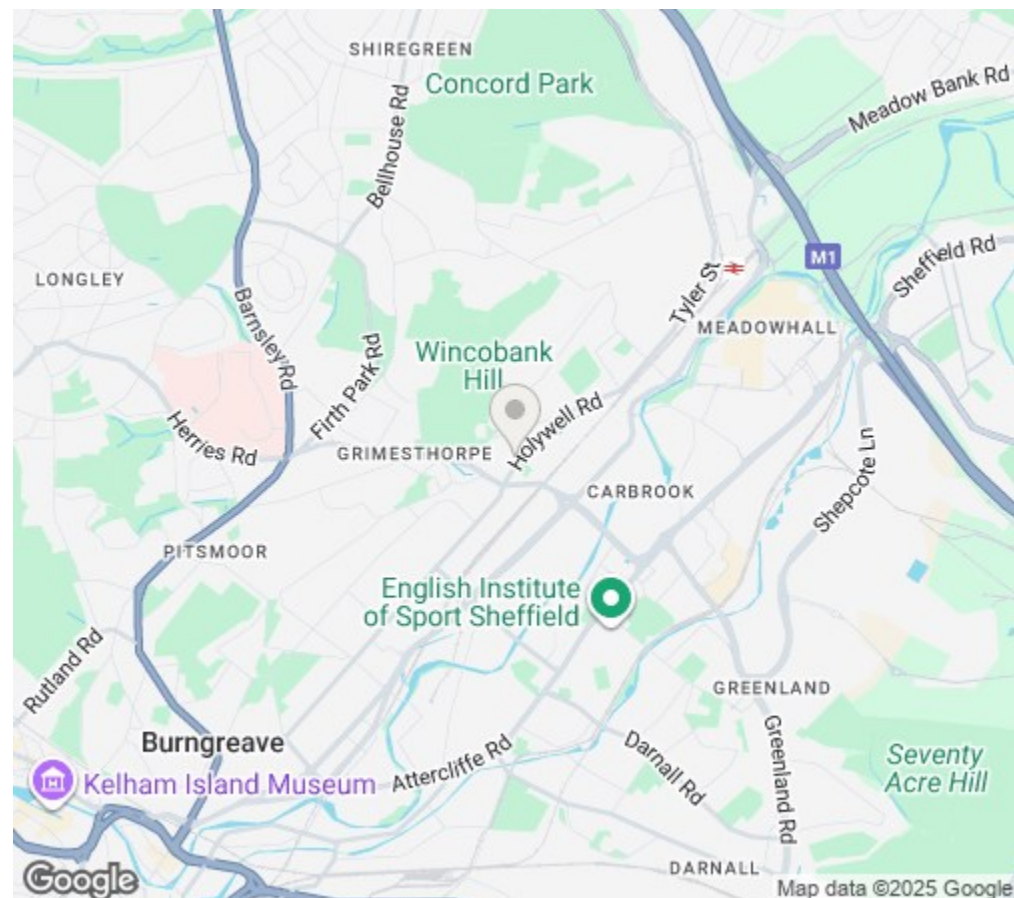 SHIREGREEN
Concord Park
Meadow Bank Rd
Bellhouse Rd
M1
Sheffield Rd
LONGLEY
Tyler St
MEADOWHALL
Barnsley Rd
Firth Park Rd
Wincobank
Hill
Holywell Rd
Herries Rd
GRIMESTHORPE
CARBROOK
Shepcote Ln
PITSMOOR
English Institute
of Sport Sheffield
Rutland Rd
GREENLAND
Burngreave
Attercliffe Rd
Darnall Rd
Greenland Rd
Seventy
Acre Hill
Kelham Island Museum
DARNALL
Google
Map data ©2025 Google